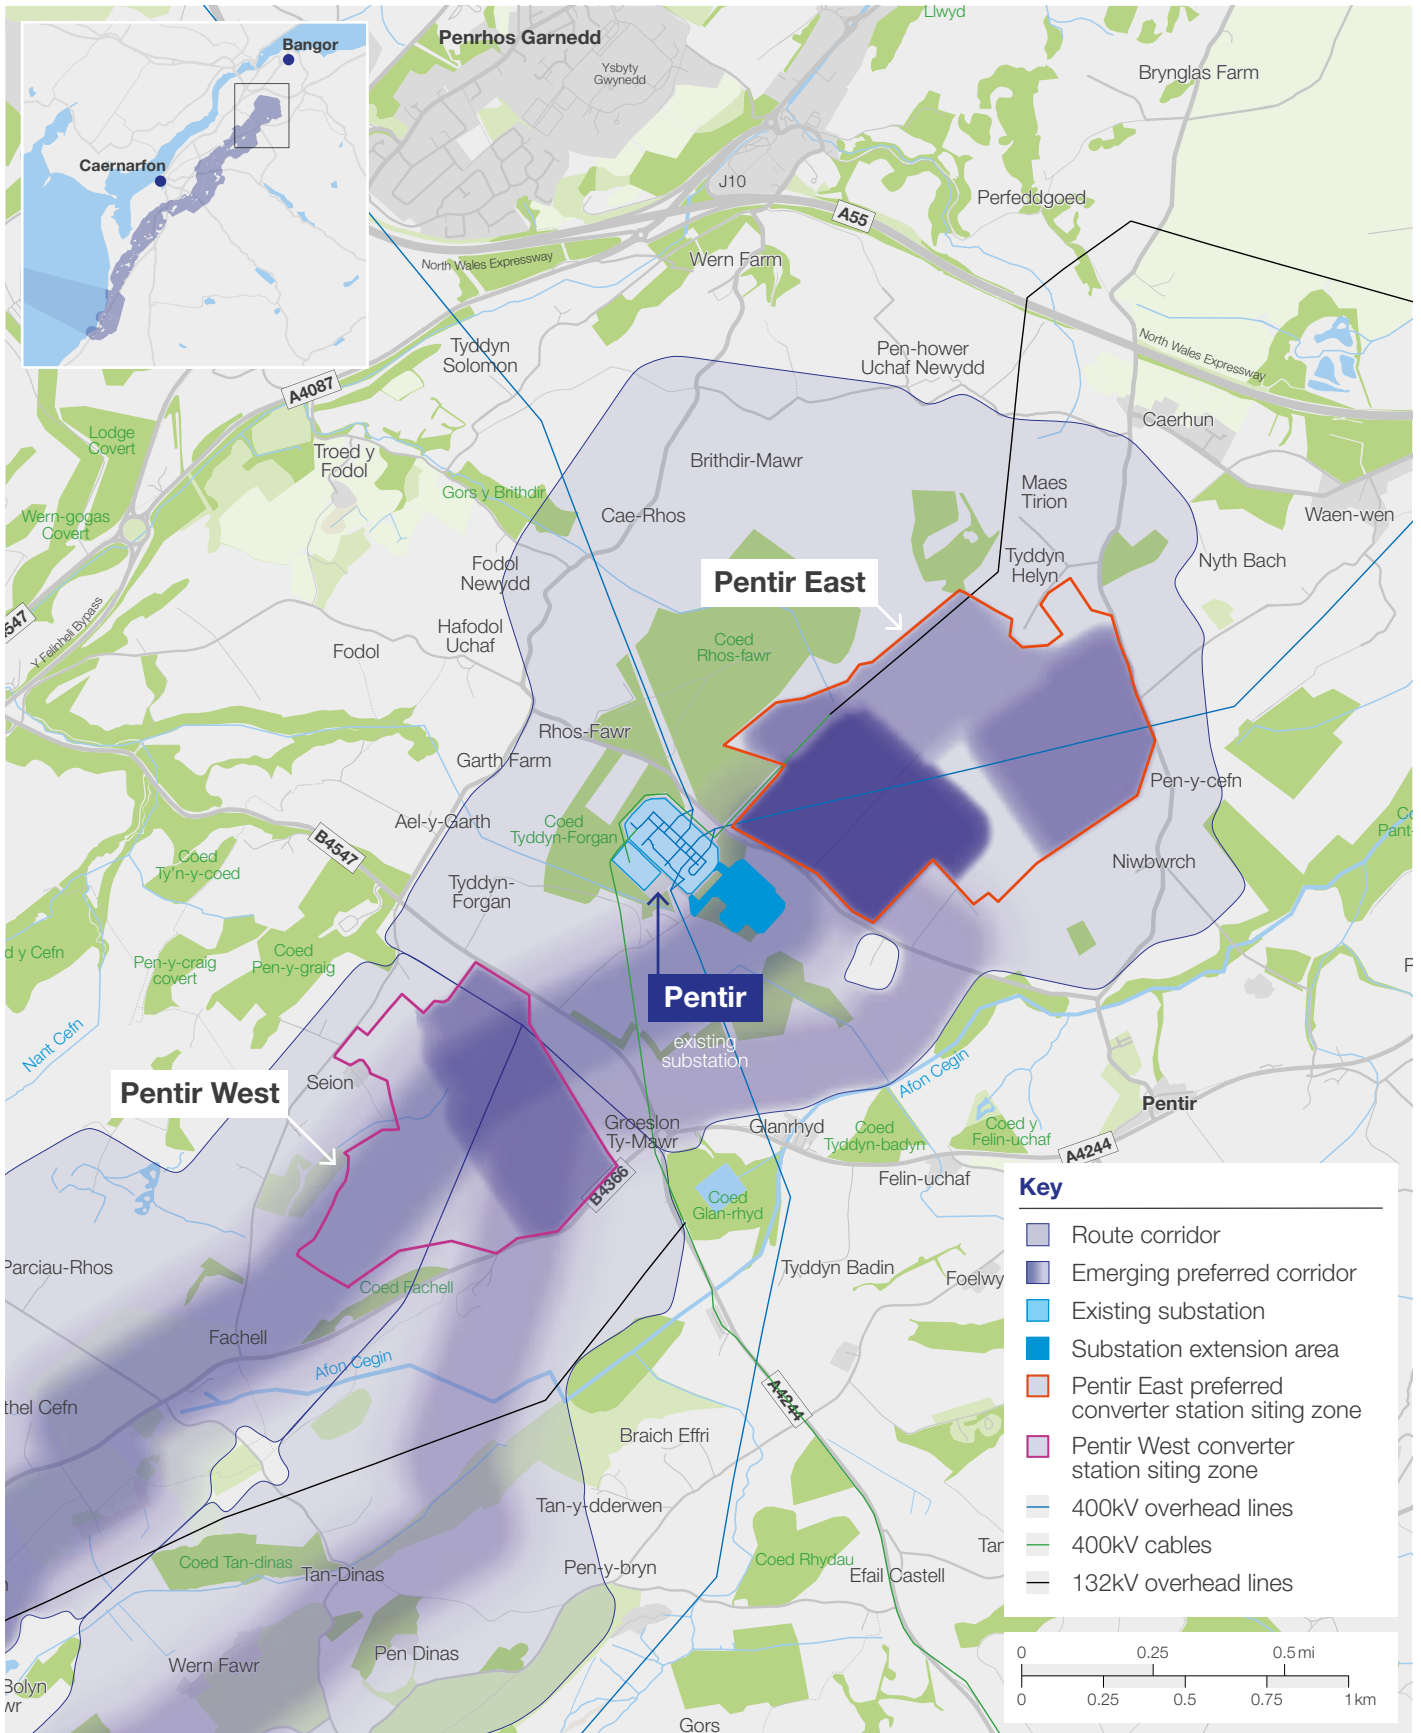 Llwyd
Bangor
Penrhos Garnedd
Ysbyty
Gwynedd
Brynglas Farm
Caernarfon
J10
Perfeddgoed
A55
North Wales Expressway
Wern Farm
Tyddyn
Solomon
Pen-hower
Uchaf Newydd
North Wales Expressway
A4087
Caerhun
Lodge
Covert
Troed y
Fodol
Brithdir-Mawr
Gors y Brithdir
Maes
Tirion
Wern-gogas
Covert
Cae-Rhos
Waen-wen
Fodol
Newydd
Tyddyn
Helyn
Nyth Bach
Pentir East
547
Y Felinheli Bypass
Hafodol
Uchaf
Fodol
Coed
Rhos-fawr
Rhos-Fawr
Garth Farm
Pen-y-cefn
Ael-y-Garth
Coed
Tyddyn-Forgan
Co
Pant-
B4547
Coed
Ty'n-y-coed
Niwbwrch
Tyddyn-
Forgan
d y Cefn
Pen-y-craig
covert
Coed
Pen-y-graig
Pentir
existing
substation
Nant Cefn
Seion
Afon Cegin
Pentir West
Pentir
Groeslon
Ty-Mawr
Glanrhyd
Coed
Tyddyn-badyn
Coed y
Felin-uchaf
A4244
B4366
Felin-uchaf
Coed
Glan-rhyd
Parciau-Rhos
Coed Fachell
Tyddyn Badin
Foelwy
Fachell
Afon Cegin
thel Cefn
A4244
Braich Effri
Tan-y-dderwen
Coed Tan-dinas
Tan-Dinas
Pen-y-bryn
Coed Rhydau
Efail Castell
Tan
Pen Dinas
Wern Fawr
Bolyn
wr
Gors
Key
Route corridor
Emerging preferred corridor
Existing substation
Substation extension area
Pentir East preferred
converter station siting zone
Pentir West converter
station siting zone
400kV overhead lines
400kV cables
132kV overhead lines
0 0.25 0.5 mi
0 0.25 0.5 0.75 1 km